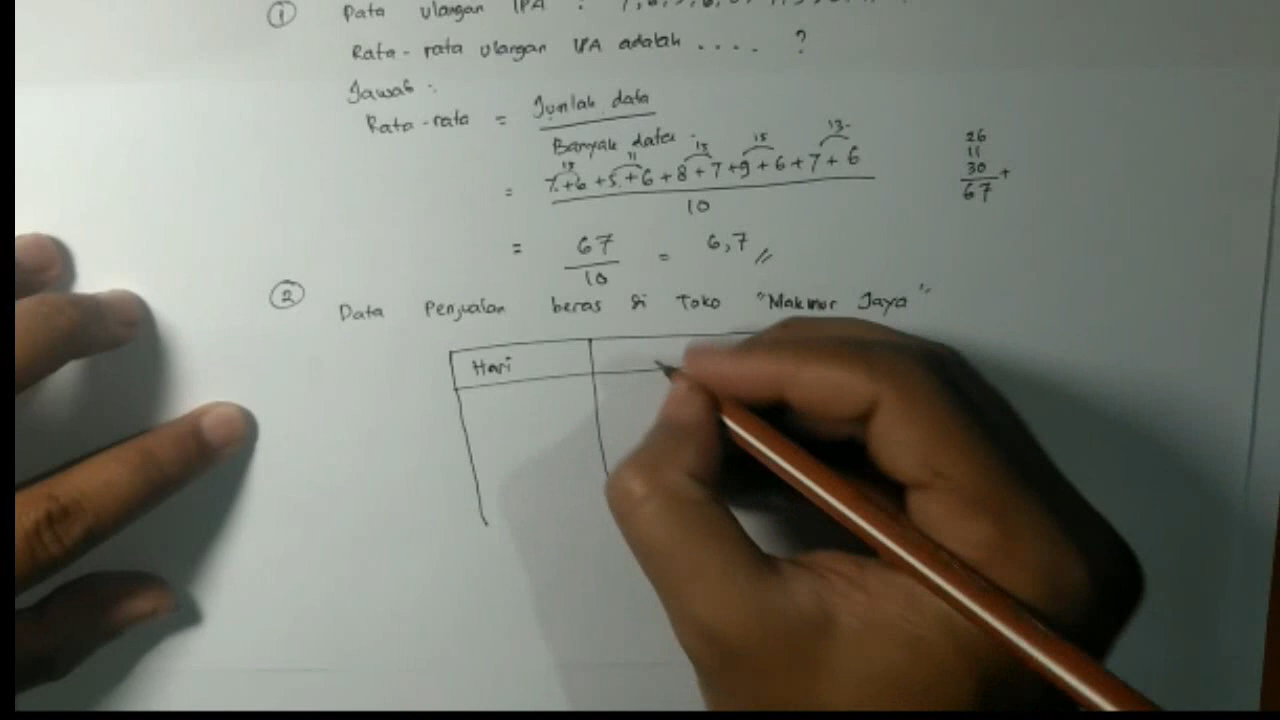 ① Data ulangan IPA :
Rata-rata ulangan IPA adalah .... ?
Jawab :
Rata-rata = Jumlah data
Banyak data
13 11 15 15 13
= 7+6+5+6+8+7+9+6+7+6
10
26
11
30 +
67
= 67 = 6,7 //
10
② Data Penjualan beras di Toko "Makmur Jaya"
Hari